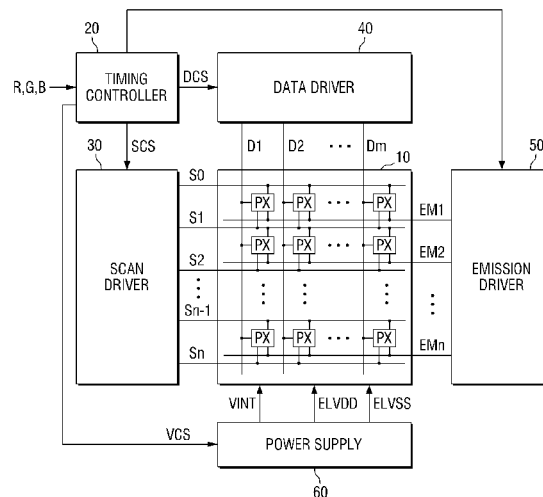 20
40
R,G,B
TIMING
CONTROLLER
DCS
DATA DRIVER
SCS
30
D1 D2 ... Dm
10
50
S0
PX PX ... PX
S1
EM1
PX PX ... PX
S2
EM2
SCAN
DRIVER
EMISSION
DRIVER
Sn-1
PX PX ... PX
Sn
EMn
VINT ELVDD ELVSS
VCS
POWER SUPPLY
60